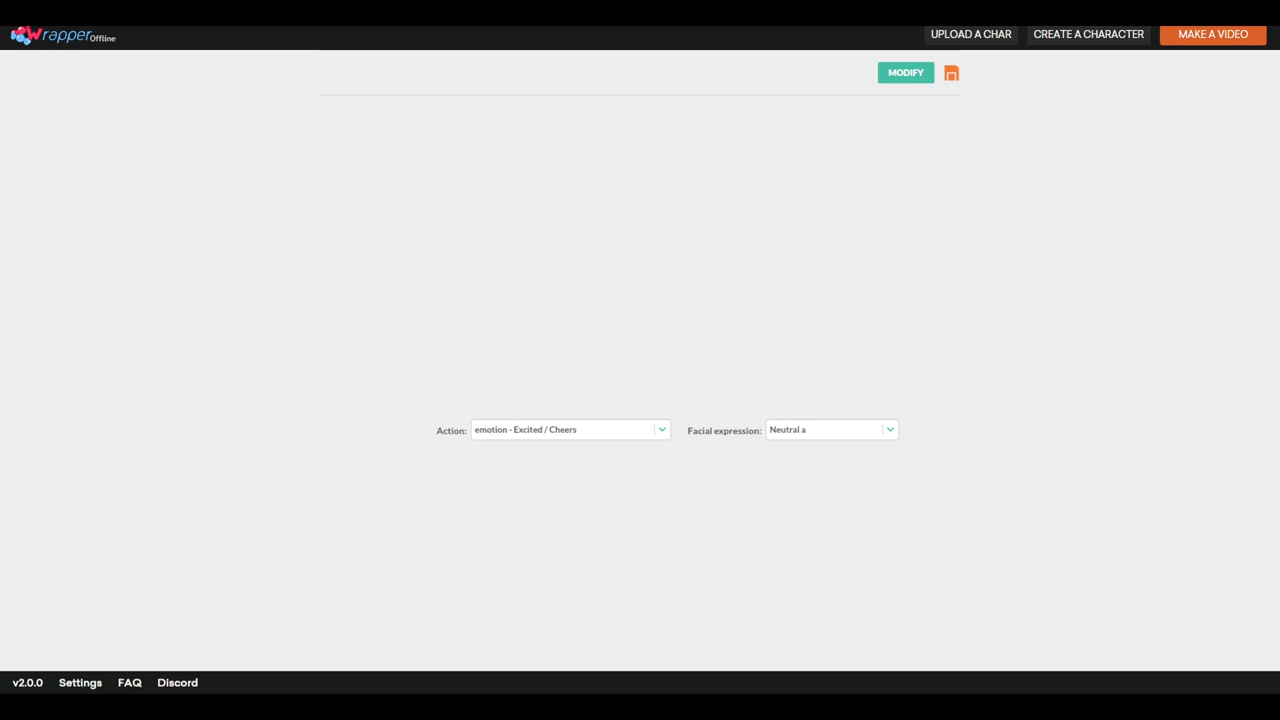 Wrapper Offline
UPLOAD A CHAR
CREATE A CHARACTER
MAKE A VIDEO
MODIFY
Action: emotion - Excited / Cheers
Facial expression: Neutral a
v2.0.0 Settings FAQ Discord